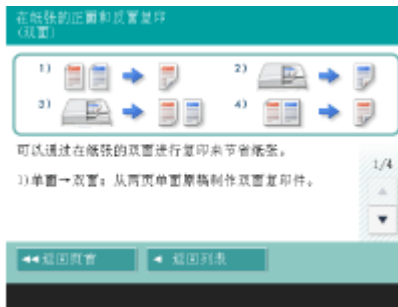 在纸张的正面和反面复印
(双面)
1) 2)
3) 4)
可以通过在纸张的双面进行复印来节省纸张。
1)单面→双面：从两页单面原稿制作双面复印件。
1/4
返回页首 返回列表